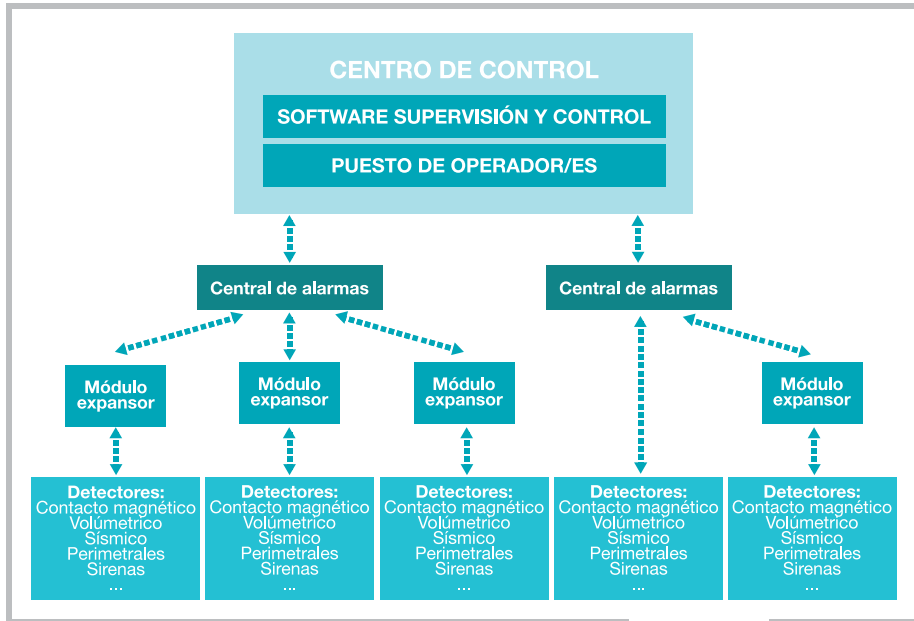 CENTRO DE CONTROL
SOFTWARE SUPERVISIÓN Y CONTROL
PUESTO DE OPERADOR/ES
Central de alarmas
Central de alarmas
Módulo
expansor
Módulo
expansor
Módulo
expansor
Módulo
expansor
Detectores:
Contacto magnético
Volúmetrico
Sísmico
Perimetrales
Sirenas
...
Detectores:
Contacto magnético
Volúmetrico
Sísmico
Perimetrales
Sirenas
...
Detectores:
Contacto magnético
Volúmetrico
Sísmico
Perimetrales
Sirenas
...
Detectores:
Contacto magnético
Volúmetrico
Sísmico
Perimetrales
Sirenas
...
Detectores:
Contacto magnético
Volúmetrico
Sísmico
Perimetrales
Sirenas
...